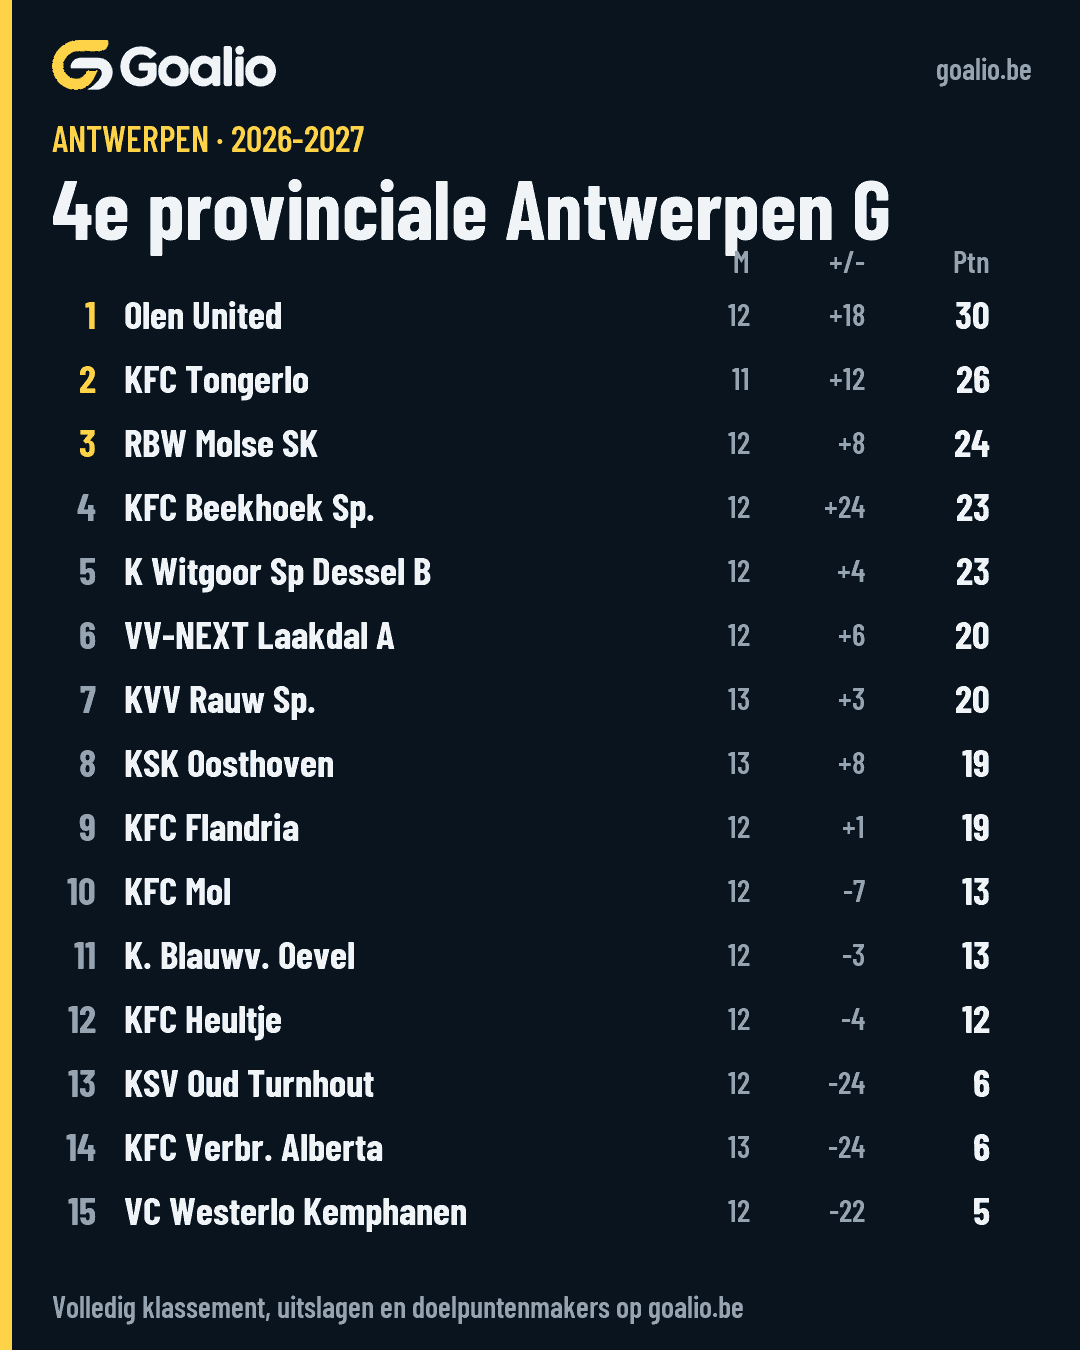 Goalio
goalio.be
ANTWERPEN · 2026-2027
4e provinciale Antwerpen G
M +/- Ptn
1 Olen United 12 +18 30
2 KFC Tongerlo 11 +12 26
3 RBW Molse SK 12 +8 24
4 KFC Beekhoek Sp. 12 +24 23
5 K Witgoor Sp Dessel B 12 +4 23
6 VV-NEXT Laakdal A 12 +6 20
7 KVV Rauw Sp. 13 +3 20
8 KSK Oosthoven 13 +8 19
9 KFC Flandria 12 +1 19
10 KFC Mol 12 -7 13
11 K. Blauwv. Oevel 12 -3 13
12 KFC Heultje 12 -4 12
13 KSV Oud Turnhout 12 -24 6
14 KFC Verbr. Alberta 13 -24 6
15 VC Westerlo Kemphanen 12 -22 5
Volledig klassement, uitslagen en doelpuntenmakers op goalio.be